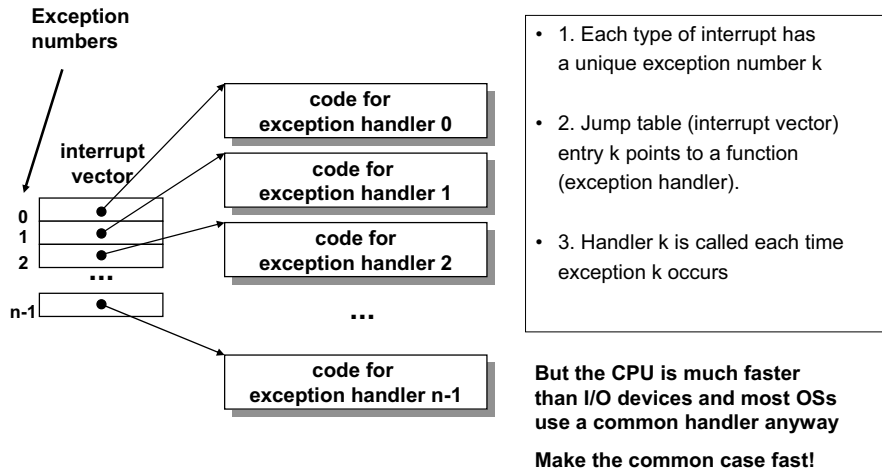 Exception
numbers
interrupt
vector
0
1
2
...
n-1
code for
exception handler 0
code for
exception handler 1
code for
exception handler 2
...
code for
exception handler n-1
• 1. Each type of interrupt has
a unique exception number k
• 2. Jump table (interrupt vector)
entry k points to a function
(exception handler).
• 3. Handler k is called each time
exception k occurs
But the CPU is much faster
than I/O devices and most OSs
use a common handler anyway
Make the common case fast!